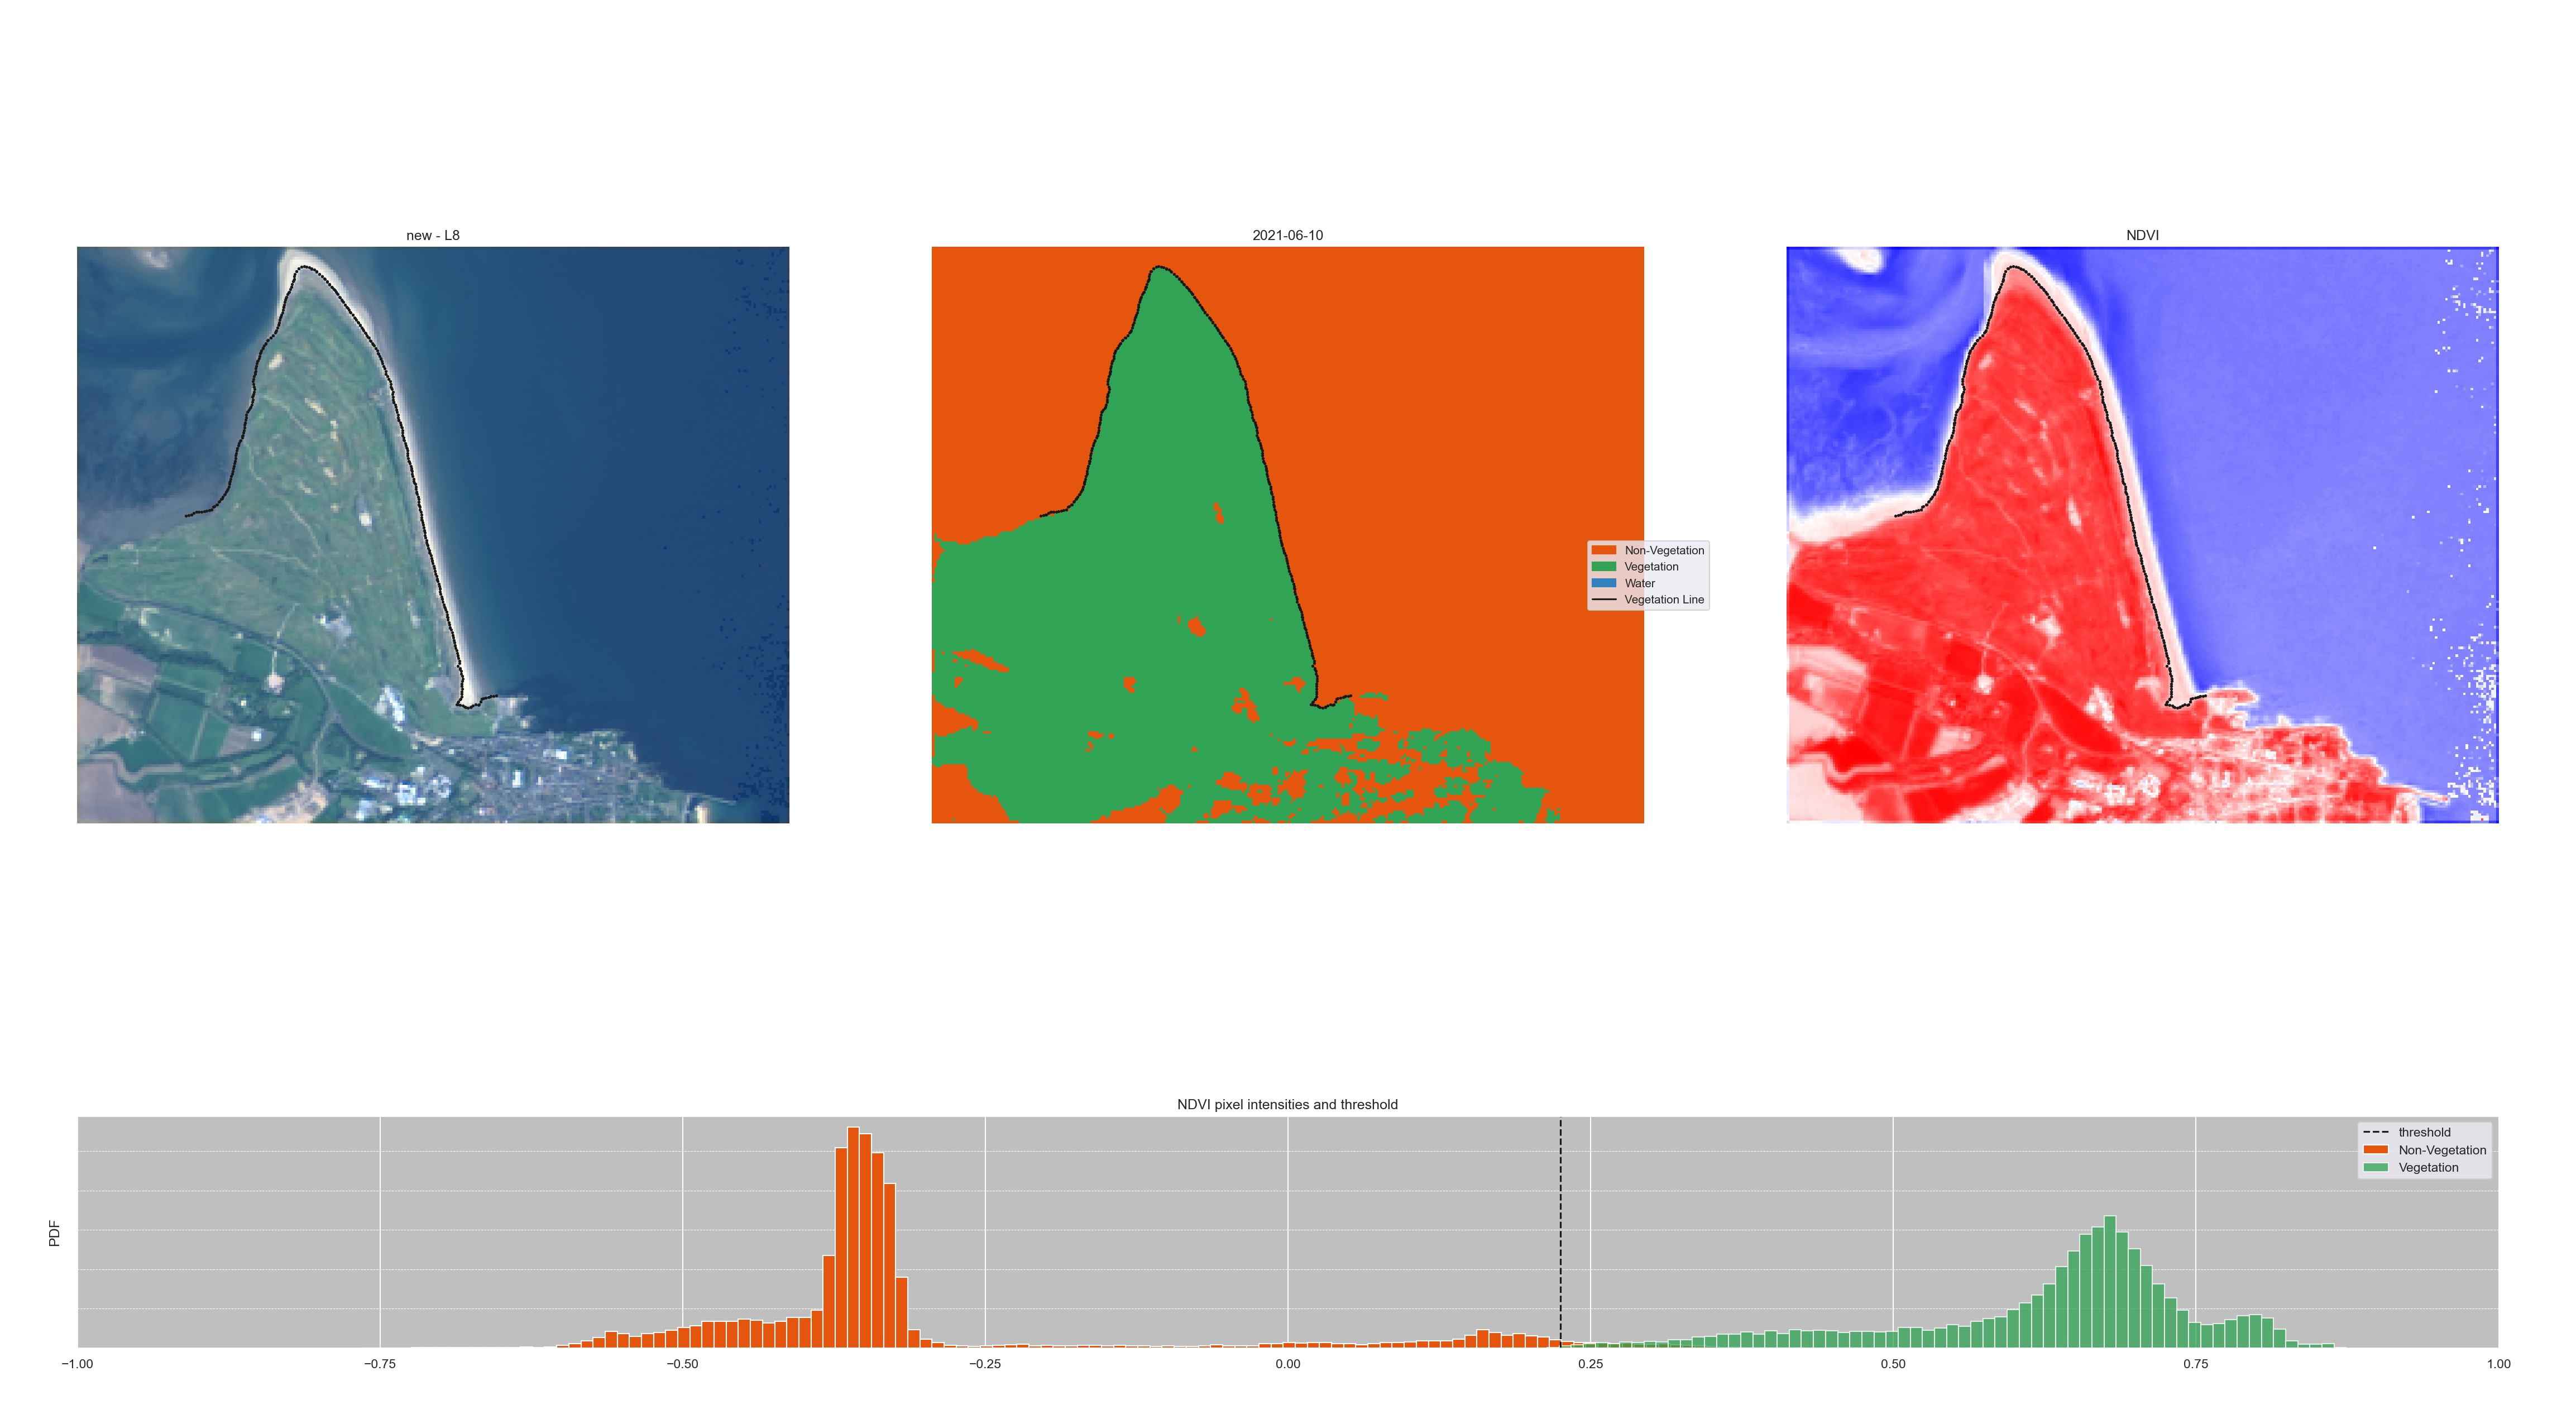 new - L8
2021-06-10
NDVI
Non-Vegetation
Vegetation
Water
Vegetation Line
NDVI pixel intensities and threshold
PDF
threshold
Non-Vegetation
Vegetation
−1.00 −0.75 −0.50 −0.25 0.00 0.25 0.50 0.75 1.00